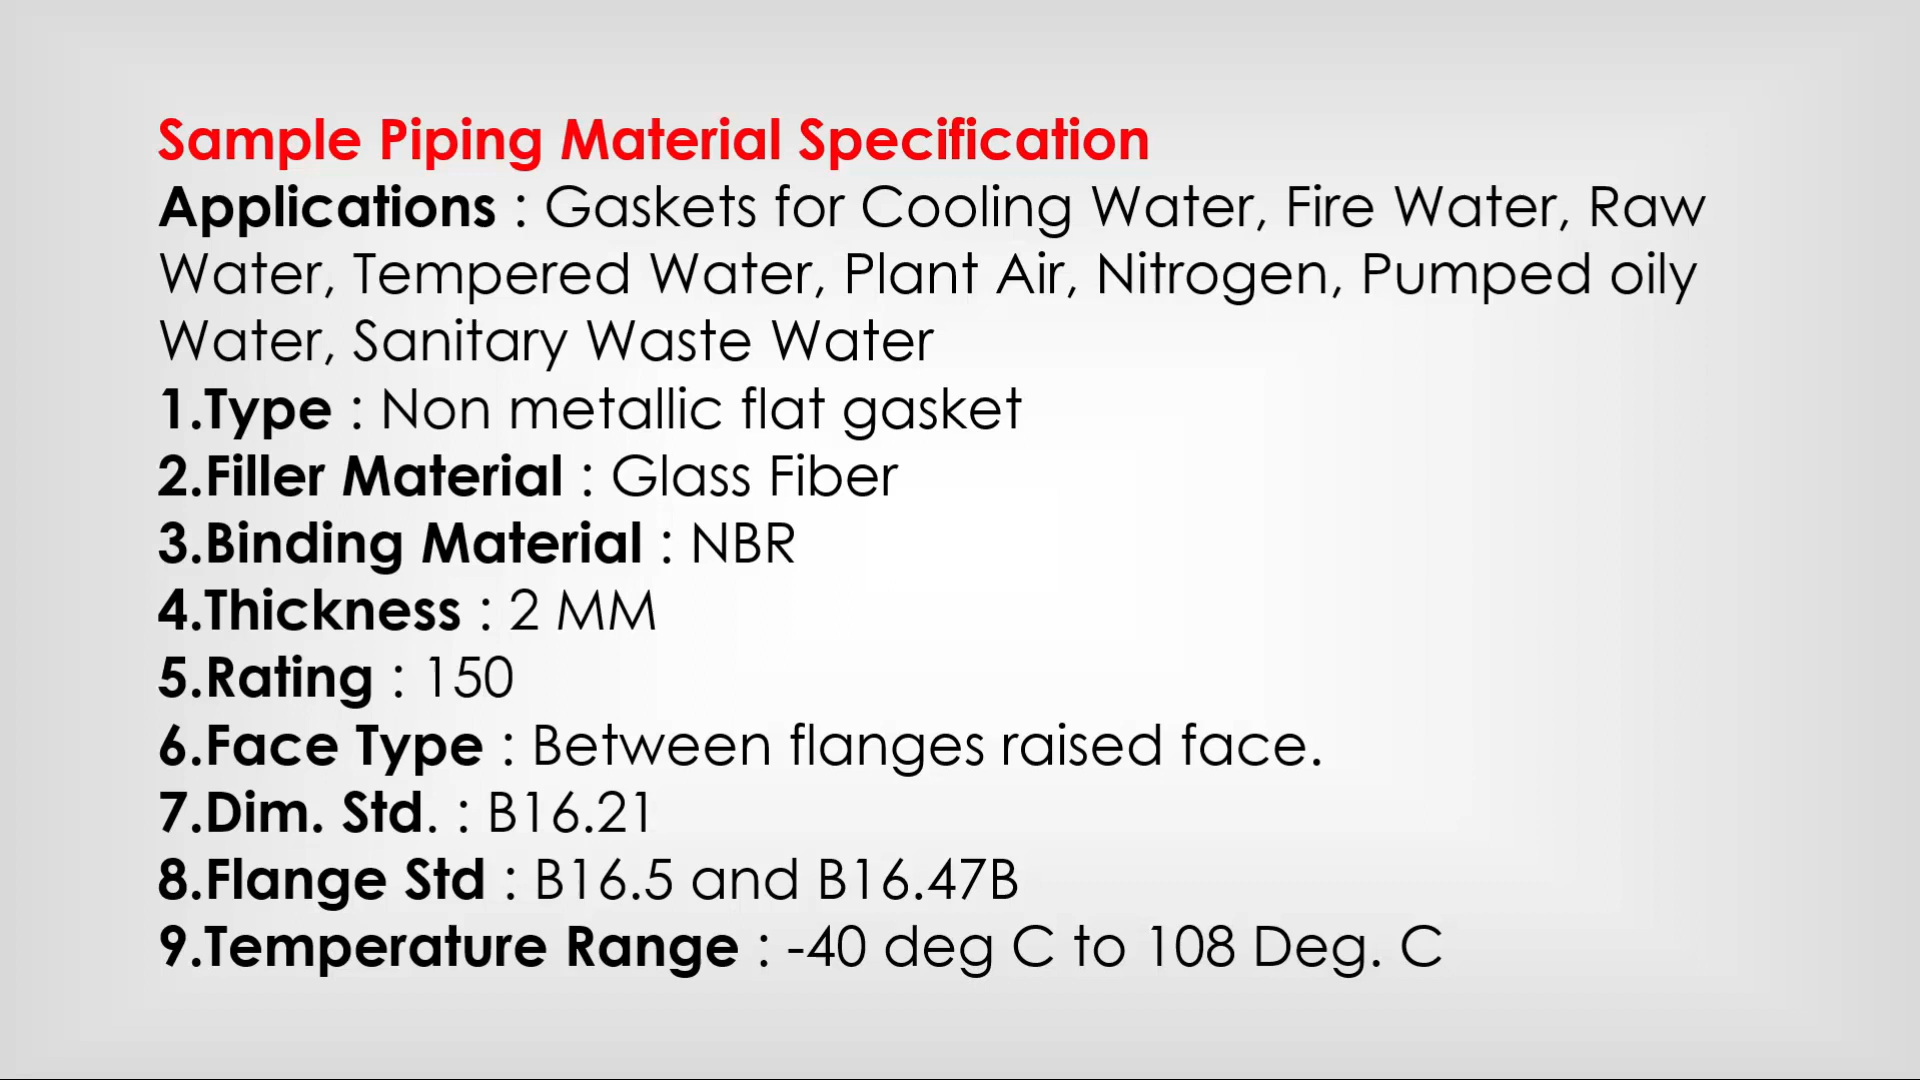 Sample Piping Material Specification
Applications : Gaskets for Cooling Water, Fire Water, Raw
Water, Tempered Water, Plant Air, Nitrogen, Pumped oily
Water, Sanitary Waste Water
1.Type : Non metallic flat gasket
2.Filler Material : Glass Fiber
3.Binding Material : NBR
4.Thickness : 2 MM
5.Rating : 150
6.Face Type : Between flanges raised face.
7.Dim. Std. : B16.21
8.Flange Std : B16.5 and B16.47B
9.Temperature Range : -40 deg C to 108 Deg. C